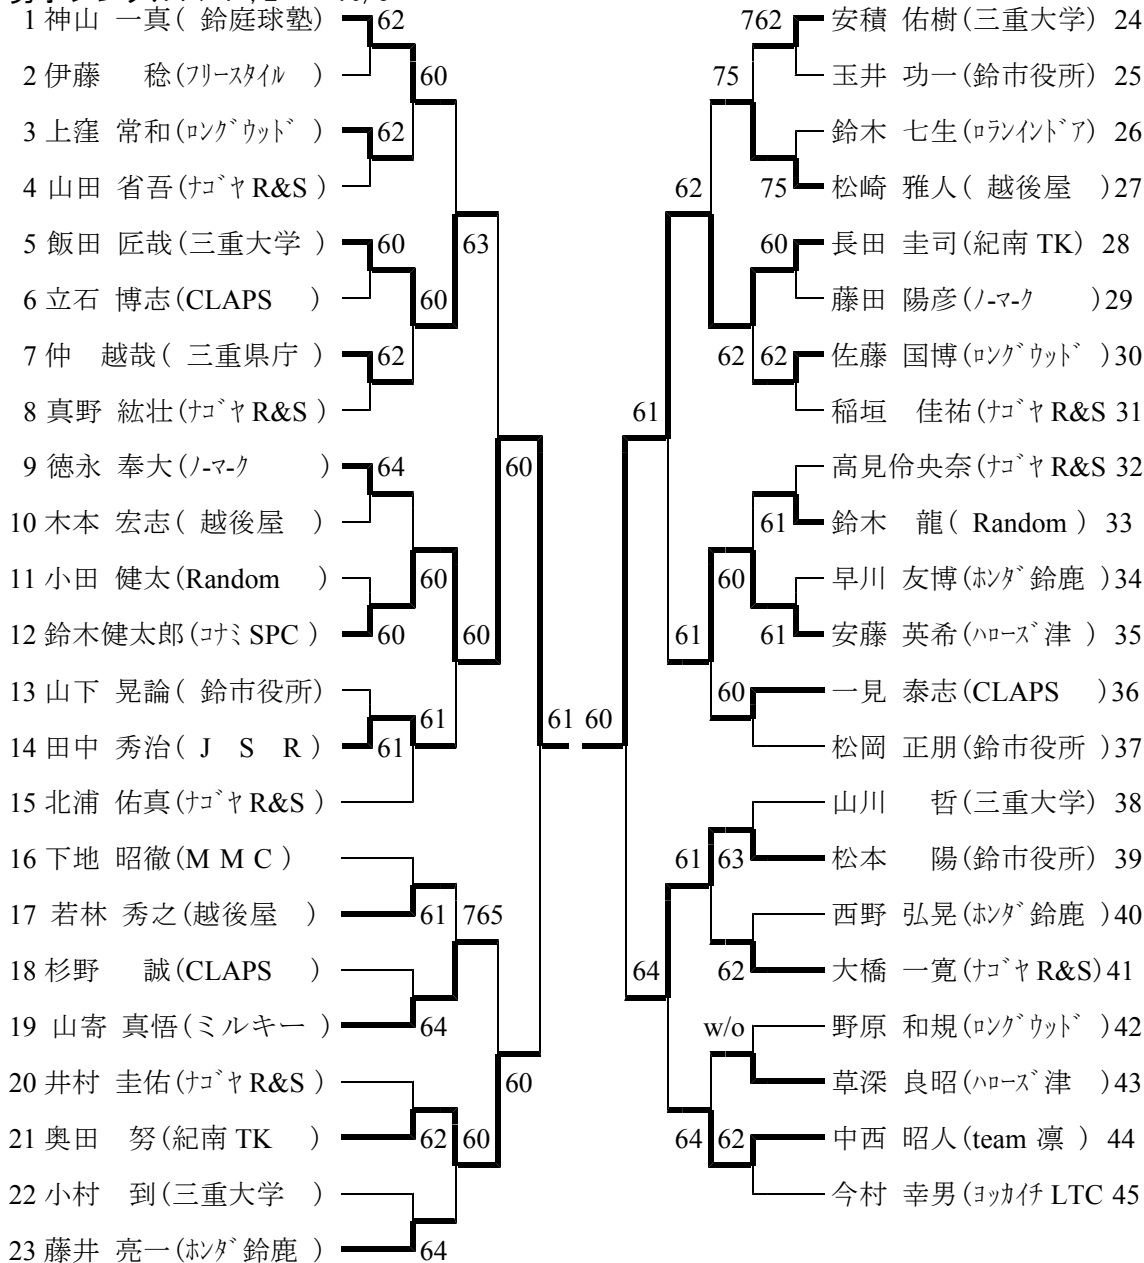 1 神山 一真( 鈴庭球塾) 62
2 伊藤 稔(フリースタイル ) 60
3 上窪 常和(ロングウッド ) 62
4 山田 省吾(ナゴヤR&S )
5 飯田 匠哉(三重大学 ) 60 63
6 立石 博志(CLAPS ) 60
7 仲 越哉( 三重県庁 ) 62
8 真野 紘壮(ナゴヤR&S )
9 徳永 奉大(ノーマーク ) 64 60
10 木本 宏志( 越後屋 )
11 小田 健太(Random ) 60
12 鈴木健太郎(コナミSPC ) 60 60
13 山下 晃論( 鈴市役所)
14 田中 秀治( J S R ) 61 61 61
15 北浦 佑真(ナゴヤR&S )
16 下地 昭徹(M M C )
17 若林 秀之(越後屋 ) 61 765
18 杉野 誠(CLAPS )
19 山寄 真悟(ミルキー ) 64
20 井村 圭佑(ナゴヤR&S ) 60
21 奥田 努(紀南 TK ) 62 60
22 小村 到(三重大学 )
23 藤井 亮一(ホンダ鈴鹿 ) 64
762 安積 佑樹(三重大学) 24
75 玉井 功一(鈴市役所) 25
鈴木 七生(ロランインドア) 26
62 75 松崎 雅人( 越後屋 )27
60 長田 圭司(紀南 TK) 28
藤田 陽彦(ノーマーク )29
62 62 佐藤 国博(ロングウッド )30
61 稲垣 佳祐(ナゴヤR&S 31
高見伶央奈(ナゴヤR&S 32
61 鈴木 龍( Random ) 33
60 早川 友博(ホンダ鈴鹿 )34
61 61 安藤 英希(ハローズ津 ) 35
60 一見 泰志(CLAPS )36
60 松岡 正朋(鈴市役所 )37
山川 哲(三重大学) 38
61 63 松本 陽(鈴市役所) 39
西野 弘晃(ホンダ鈴鹿 )40
64 62 大橋 一寛(ナゴヤR&S)41
w/o 野原 和規(ロングウッド )42
草深 良昭(ハローズ津 )43
64 62 中西 昭人(team 凛 ) 44
今村 幸男(ヨッカイチLTC 45